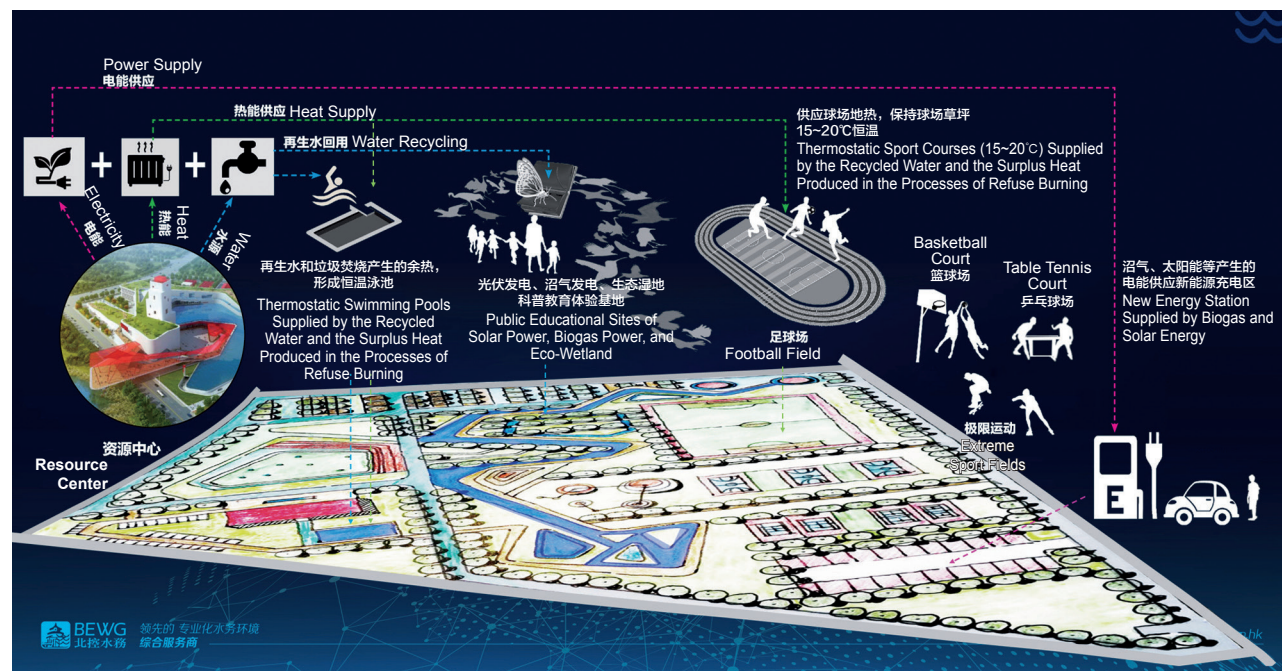 Power Supply
电能供应
热能供应 Heat Supply
再生水回用 Water Recycling
Electricity
电能
Heat
热能
Water
水源
资源中心
Resource
Center
再生水和垃圾焚烧产生的余热，
形成恒温泳池
Thermostatic Swimming Pools
Supplied by the Recycled
Water and the Surplus Heat
Produced in the Processes of
Refuse Burning
光伏发电、沼气发电、生态湿地
科普教育体验基地
Public Educational Sites of
Solar Power, Biogas Power, and
Eco-Wetland
供应球场地热，保持球场草坪
15~20℃恒温
Thermostatic Sport Courses (15~20℃) Supplied
by the Recycled Water and the Surplus Heat
Produced in the Processes of Refuse Burning
足球场
Football Field
Basketball
Court
篮球场
Table Tennis
Court
乒乓球场
极限运动
Extreme
Sport Fields
沼气、太阳能等产生的
电能供应新能源充电区
New Energy Station
Supplied by Biogas and
Solar Energy
E
BEWG
北控水務
领先的 专业化水务环境
综合服务商